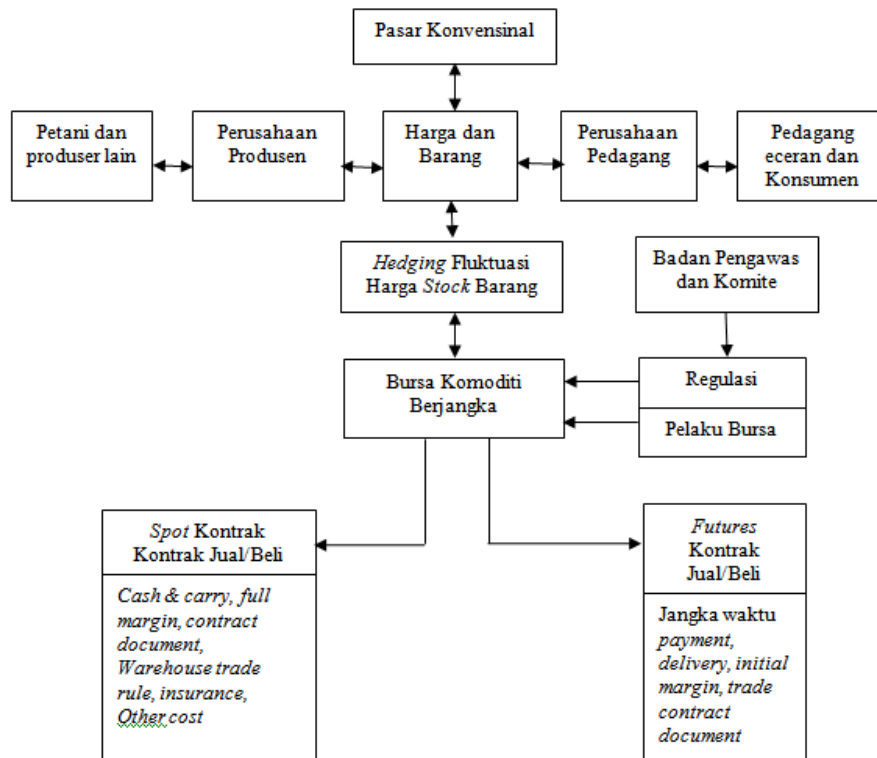 Pasar Konvensinal
Petani dan
produser lain
Perusahaan
Produsen
Harga dan
Barang
Perusahaan
Pedagang
Pedagang
eceran dan
Konsumen
Hedging Fluktuasi
Harga Stock Barang
Badan Pengawas
dan Komite
Bursa Komoditi
Berjangka
Regulasi
Pelaku Bursa
Spot Kontrak
Kontrak Jual/Beli
Cash & carry, full
margin, contract
document,
Warehouse trade
rule, insurance,
Other cost
Futures
Kontrak
Jual/Beli
Jangka waktu
payment,
delivery, initial
margin, trade
contract
document